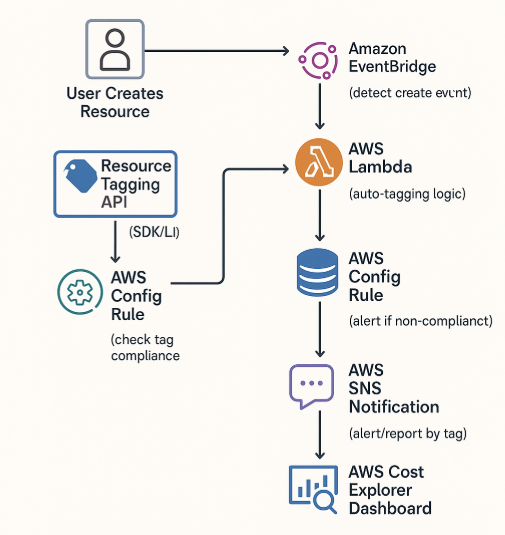 User Creates
Resource
Amazon
EventBridge
(detect create event)
Resource
Tagging
API
(SDK/LI)
AWS
Lambda
(auto-tagging logic)
AWS
Config
Rule
(check tag
compliance
AWS
Config
Rule
(alert if non-complianct)
AWS
SNS
Notification
(alert/report by tag)
AWS Cost
Explorer
Dashboard